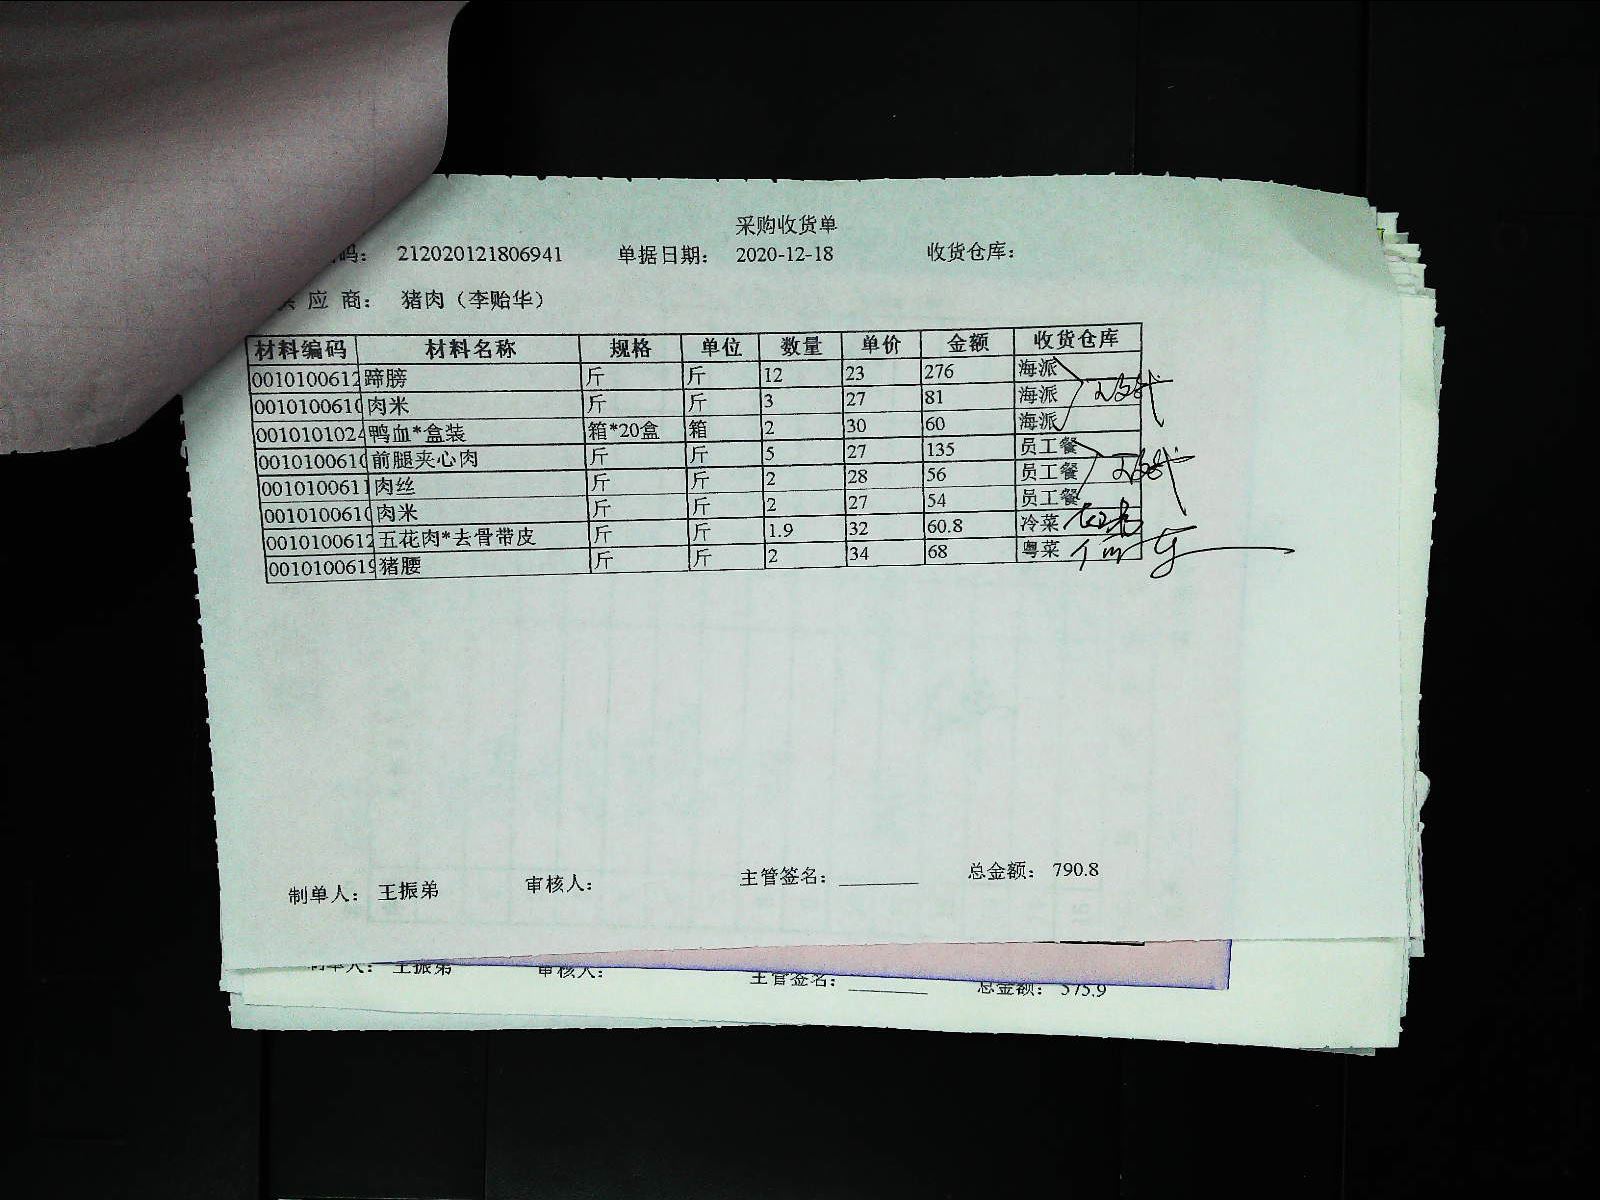 采购收货单
码： 212020121806941 单据日期： 2020-12-18 收货仓库：
供 应 商： 猪肉（李贻华）
材料编码 材料名称 规格 单位 数量 单价 金额 收货仓库
0010100612 蹄膀 斤 斤 12 23 276 海派
0010100610 肉米 斤 斤 3 27 81 海派
0010101024 鸭血*盒装 箱*20盒 箱 2 30 60 海派
0010100610 前腿夹心肉 斤 斤 5 27 135 员工餐
0010100611 肉丝 斤 斤 2 28 56 员工餐
0010100610 肉米 斤 斤 2 27 54 员工餐
0010100612 五花肉*去骨带皮 斤 斤 1.9 32 60.8 冷菜
0010100619 猪腰 斤 斤 2 34 68 粤菜
制单人： 王振弟 审核人： 主管签名：________ 总金额： 790.8
制单人： 王振弟 审核人： 主管签名：________ 总金额： 575.9